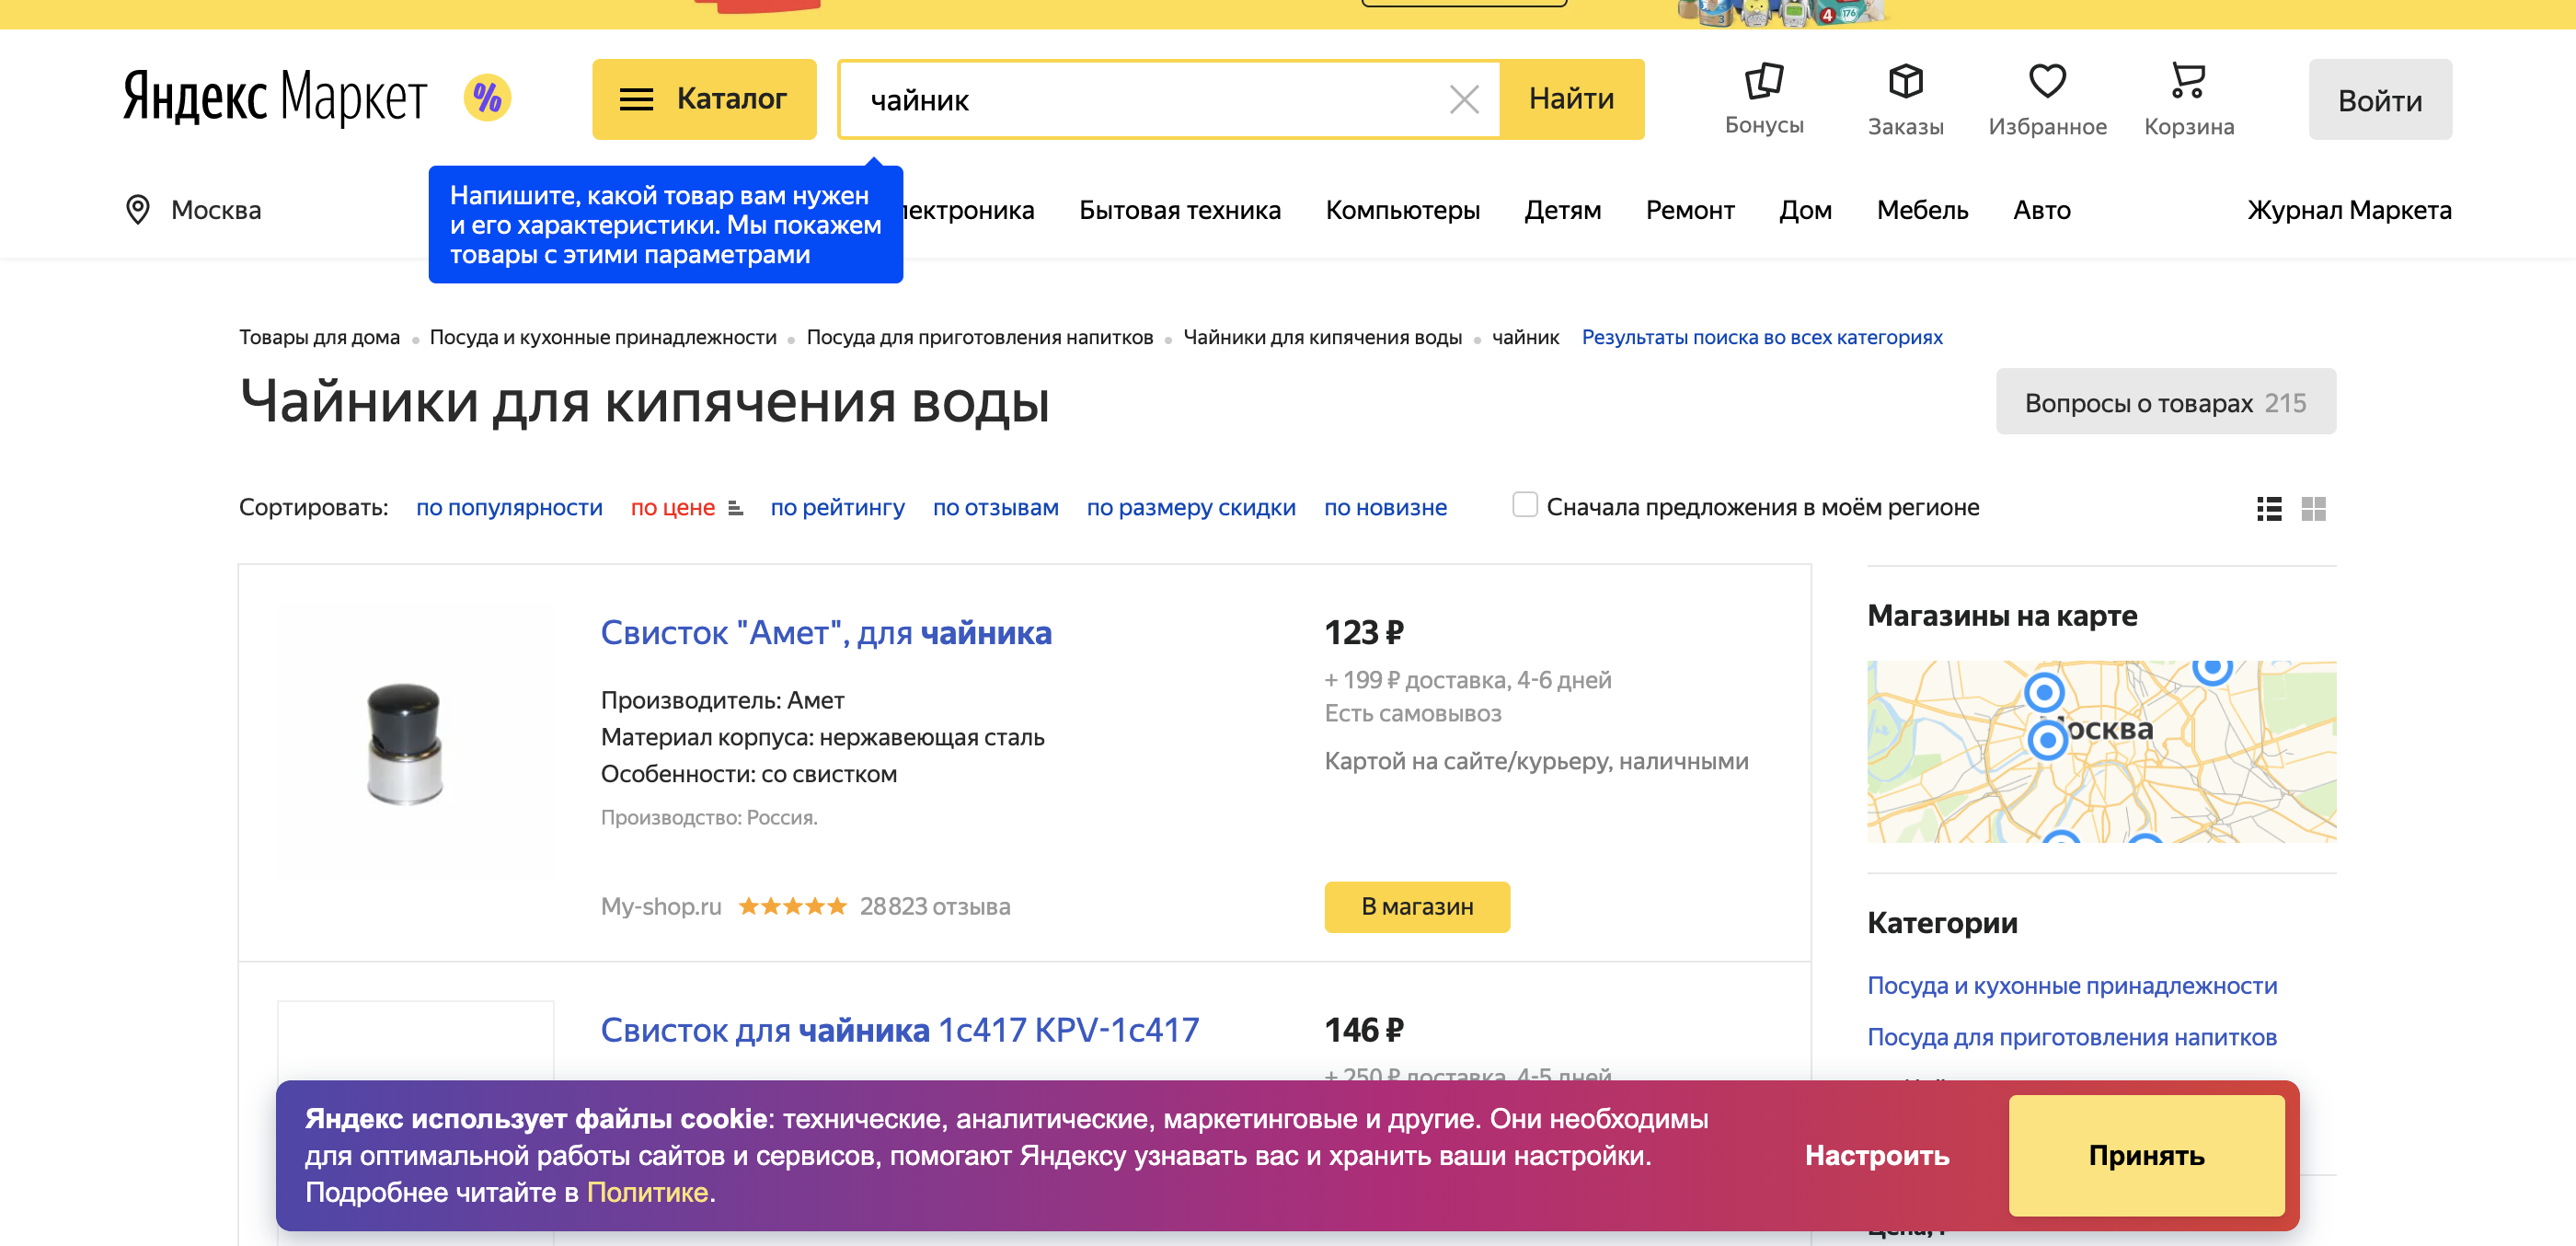 Яндекс Маркет
%
Каталог
чайник
Найти
Бонусы
Заказы
Избранное
Корзина
Войти
Москва
Напишите, какой товар вам нужен
и его характеристики. Мы покажем
товары с этими параметрами
лектроника
Бытовая техника
Компьютеры
Детям
Ремонт
Дом
Мебель
Авто
Журнал Маркета
Товары для дома • Посуда и кухонные принадлежности • Посуда для приготовления напитков • Чайники для кипячения воды • чайник Результаты поиска во всех категориях
Чайники для кипячения воды
Вопросы о товарах 215
Сортировать: по популярности по цене по рейтингу по отзывам по размеру скидки по новизне
Сначала предложения в моём регионе
Свисток "Амет", для чайника
Производитель: Амет
Материал корпуса: нержавеющая сталь
Особенности: со свистком
Производство: Россия.
My-shop.ru 28 823 отзыва
123 ₽
+ 199 ₽ доставка, 4-6 дней
Есть самовывоз
Картой на сайте/курьеру, наличными
В магазин
Свисток для чайника 1с417 KPV-1с417
146 ₽
+ 250 ₽ доставка, 4-5 дней
Магазины на карте
осква
Категории
Посуда и кухонные принадлежности
Посуда для приготовления напитков
Яндекс использует файлы cookie: технические, аналитические, маркетинговые и другие. Они необходимы
для оптимальной работы сайтов и сервисов, помогают Яндексу узнавать вас и хранить ваши настройки.
Подробнее читайте в Политике.
Настроить
Принять